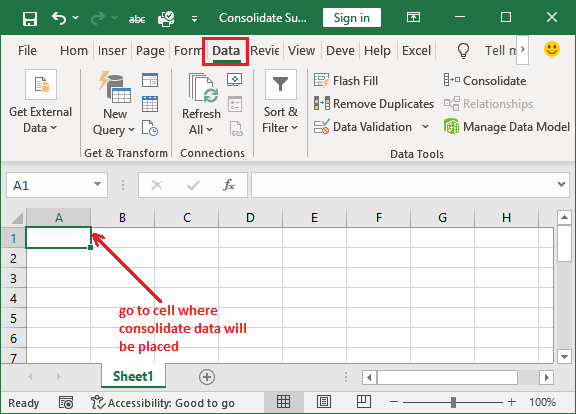 abc Consolidate Su... Sign in
File Hom Inser Page Form Data Revie View Deve Help Excel Tell m
Get External Data
New Query
Refresh All
Sort & Filter
Flash Fill
Remove Duplicates
Data Validation
Consolidate
Relationships
Manage Data Model
Get & Transform Connections Data Tools
A1 fx
A B C D E F G H
1
2
3
4
5
6
7
go to cell where
consolidate data will
be placed
Sheet1
Ready Accessibility: Good to go 100%